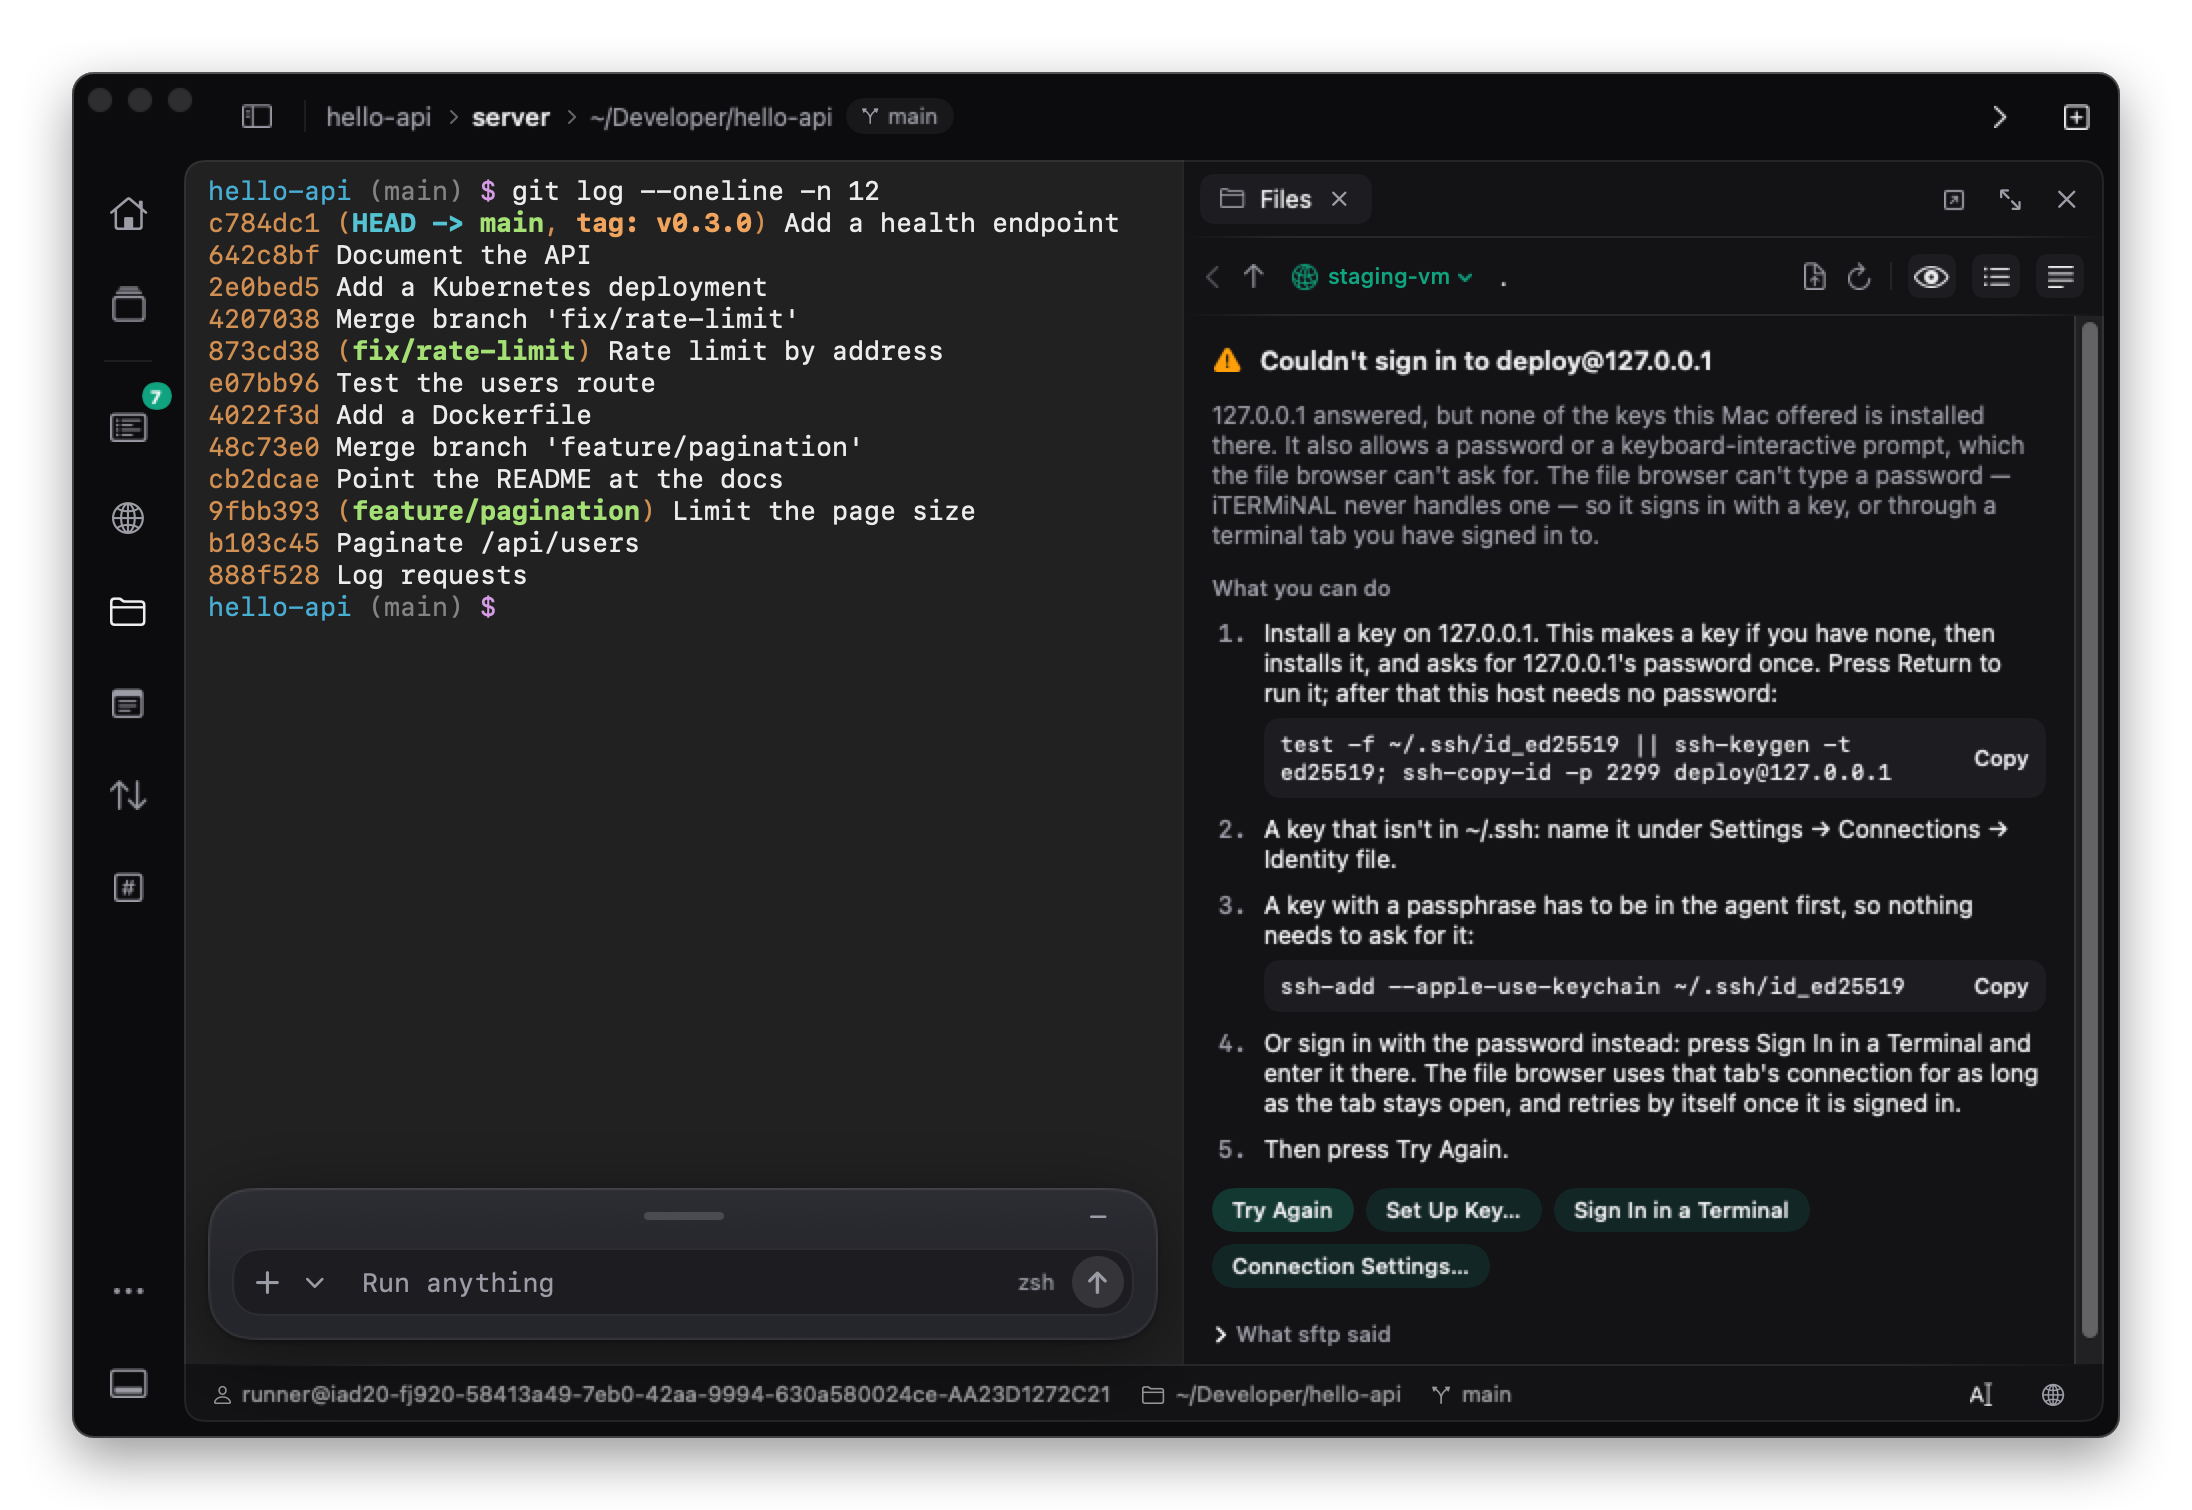 hello-api > server > ~/Developer/hello-api main
hello-api (main) $ git log --oneline -n 12
c784dc1 (HEAD -> main, tag: v0.3.0) Add a health endpoint
642c8bf Document the API
2e0bed5 Add a Kubernetes deployment
4207038 Merge branch 'fix/rate-limit'
873cd38 (fix/rate-limit) Rate limit by address
e07bb96 Test the users route
4022f3d Add a Dockerfile
48c73e0 Merge branch 'feature/pagination'
cb2dcae Point the README at the docs
9fbb393 (feature/pagination) Limit the page size
b103c45 Paginate /api/users
888f528 Log requests
hello-api (main) $
7
Run anything
zsh
Files
staging-vm .
Couldn't sign in to deploy@127.0.0.1
127.0.0.1 answered, but none of the keys this Mac offered is installed
there. It also allows a password or a keyboard-interactive prompt, which
the file browser can't ask for. The file browser can't type a password —
iTERMiNAL never handles one — so it signs in with a key, or through a
terminal tab you have signed in to.
What you can do
1. Install a key on 127.0.0.1. This makes a key if you have none, then
installs it, and asks for 127.0.0.1's password once. Press Return to
run it; after that this host needs no password:
test -f ~/.ssh/id_ed25519 || ssh-keygen -t
ed25519; ssh-copy-id -p 2299 deploy@127.0.0.1
Copy
2. A key that isn't in ~/.ssh: name it under Settings → Connections →
Identity file.
3. A key with a passphrase has to be in the agent first, so nothing
needs to ask for it:
ssh-add --apple-use-keychain ~/.ssh/id_ed25519
Copy
4. Or sign in with the password instead: press Sign In in a Terminal and
enter it there. The file browser uses that tab's connection for as long
as the tab stays open, and retries by itself once it is signed in.
5. Then press Try Again.
Try Again
Set Up Key...
Sign In in a Terminal
Connection Settings...
What sftp said
runner@iad20-fj920-58413a49-7eb0-42aa-9994-630a580024ce-AA23D1272C21 ~/Developer/hello-api main